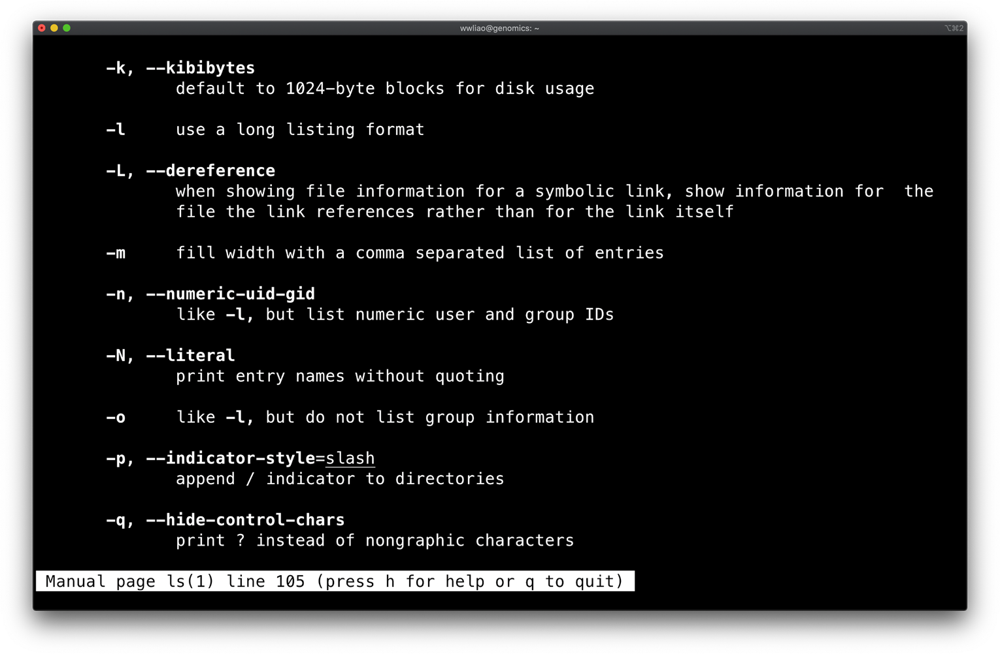 wwliao@genomics: ~
⌥⌘2
-k, --kibibytes
default to 1024-byte blocks for disk usage
-l     use a long listing format
-L, --dereference
when showing file information for a symbolic link, show information for  the
file the link references rather than for the link itself
-m     fill width with a comma separated list of entries
-n, --numeric-uid-gid
like -l, but list numeric user and group IDs
-N, --literal
print entry names without quoting
-o     like -l, but do not list group information
-p, --indicator-style=slash
append / indicator to directories
-q, --hide-control-chars
print ? instead of nongraphic characters
Manual page ls(1) line 105 (press h for help or q to quit)